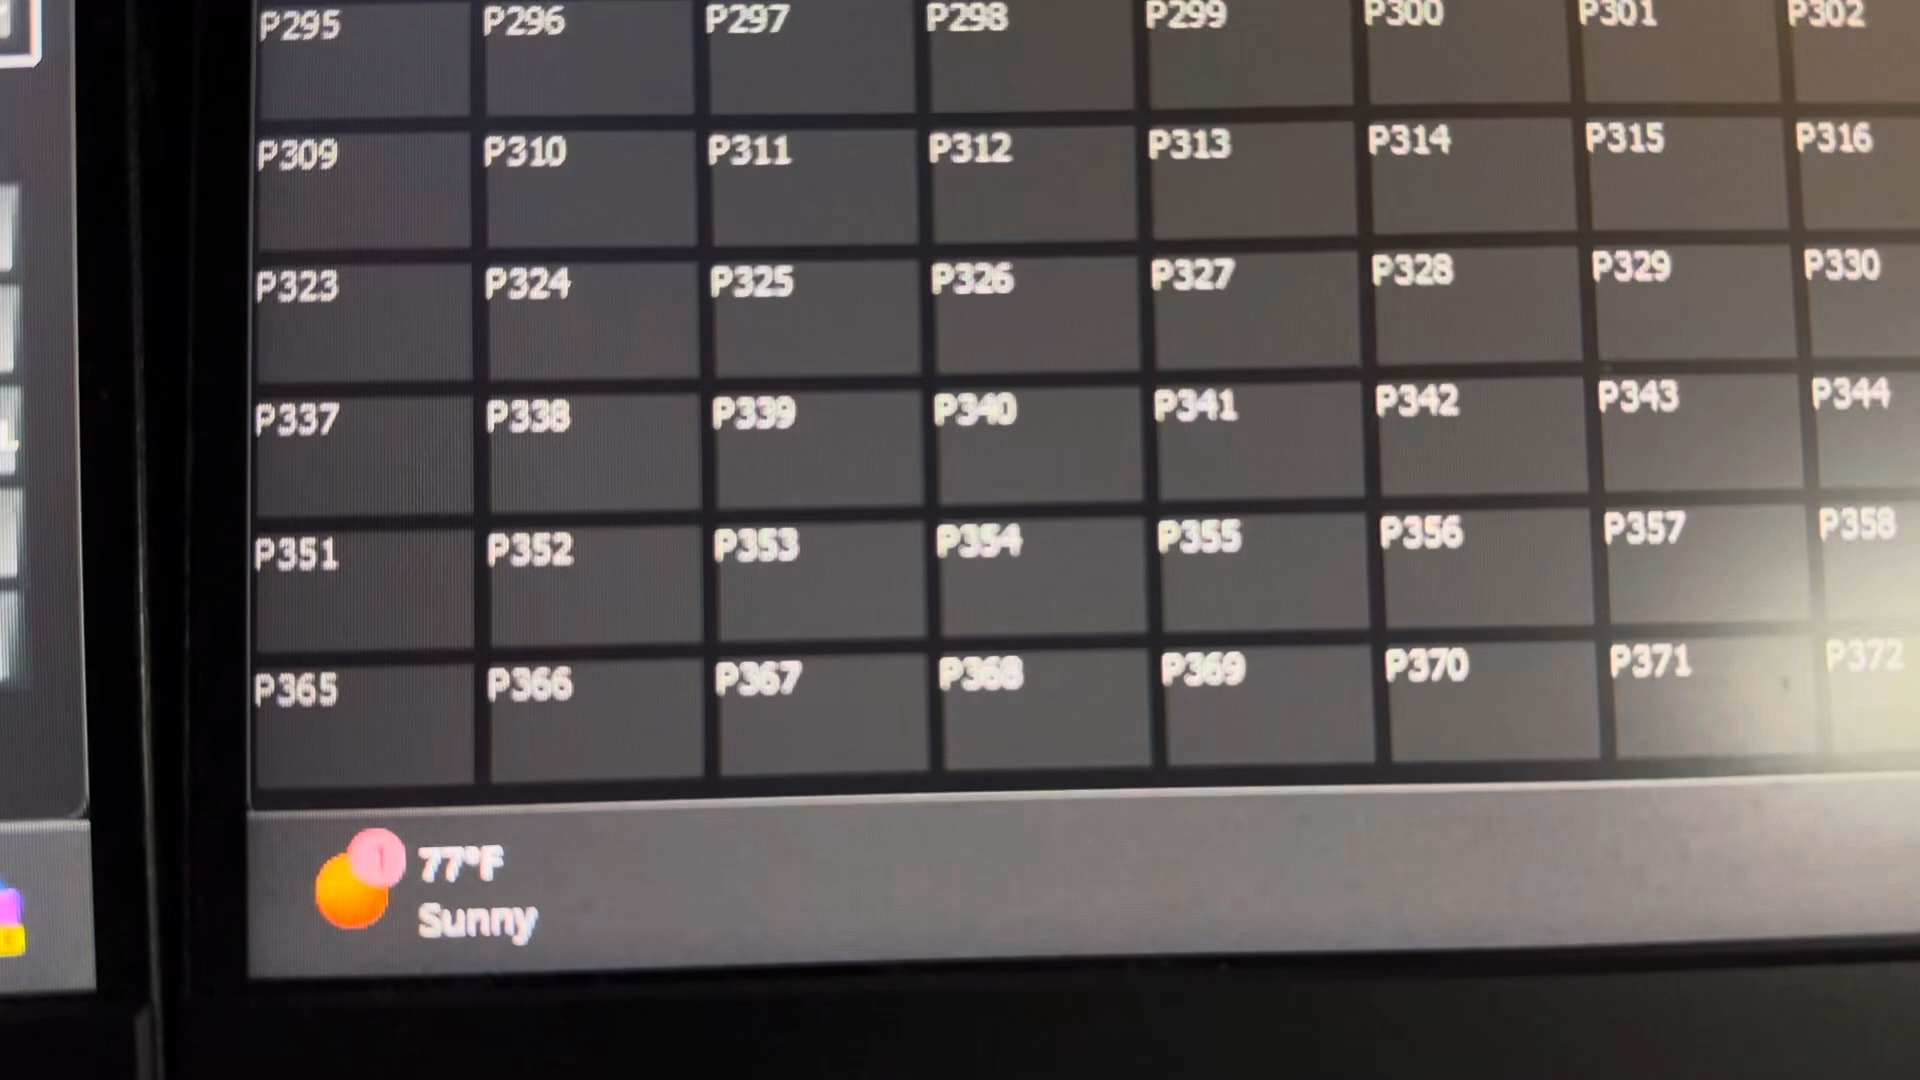 P295 P296 P297 P298 P299 P300 P301 P302
P309 P310 P311 P312 P313 P314 P315 P316
P323 P324 P325 P326 P327 P328 P329 P330
P337 P338 P339 P340 P341 P342 P343 P344
P351 P352 P353 P354 P355 P356 P357 P358
P365 P366 P367 P368 P369 P370 P371 P372
1
77°F
Sunny